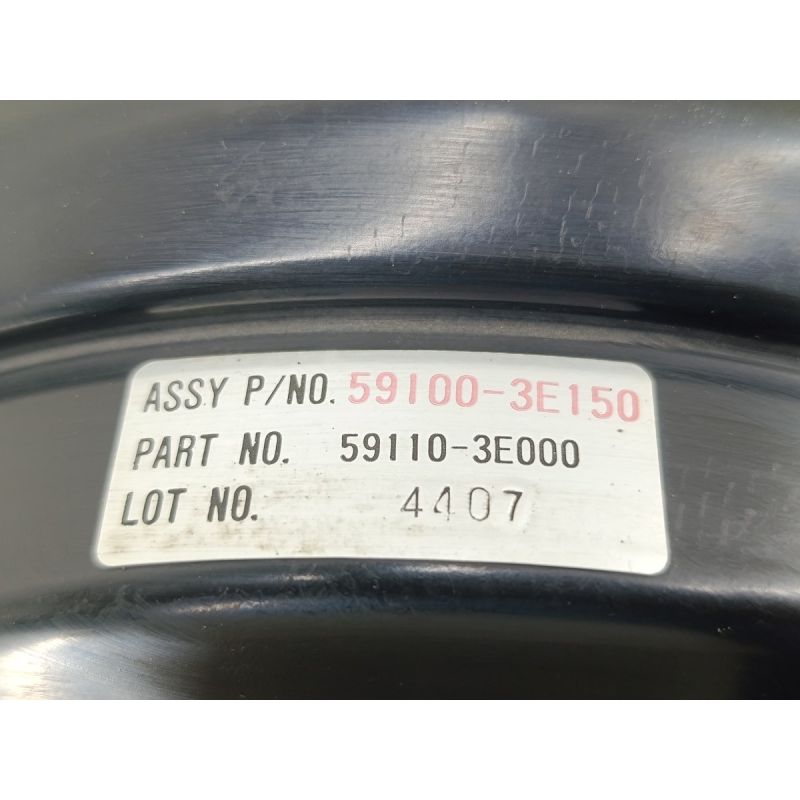 ASSY P/NO. 59100-3E150
PART NO. 59110-3E000
LOT NO. 4407